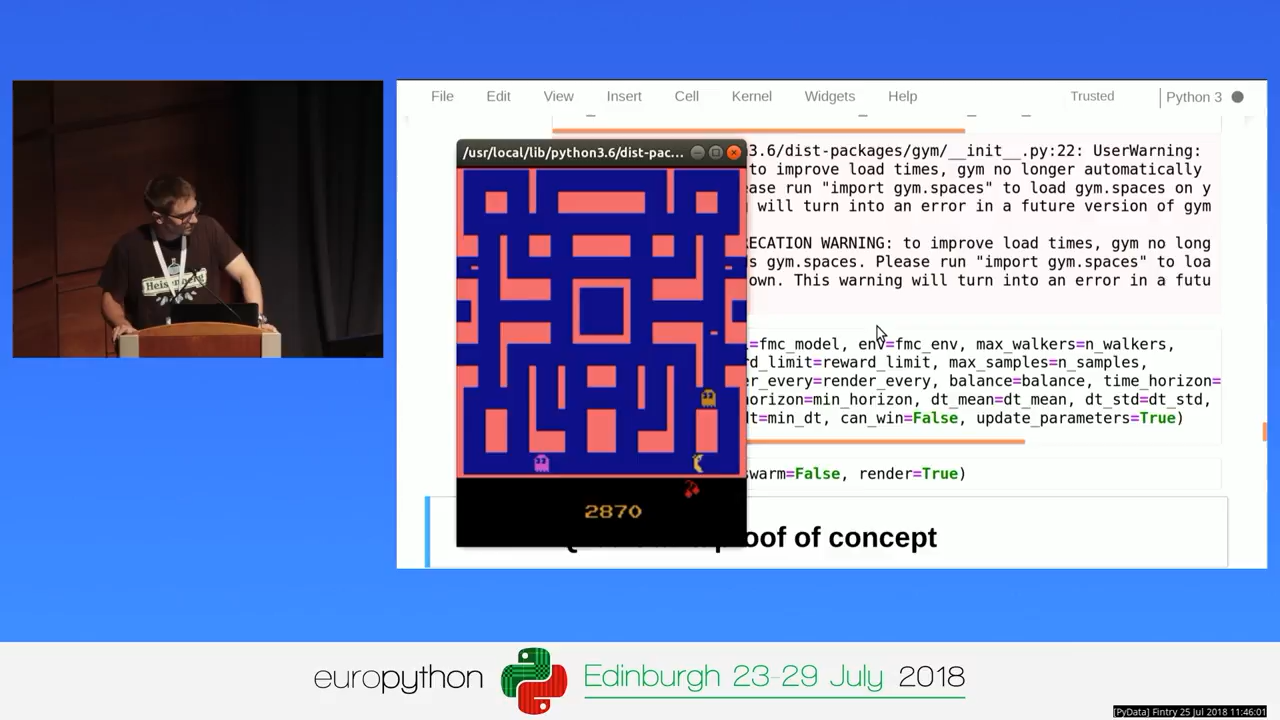 File Edit View Insert Cell Kernel Widgets Help Trusted Python 3
/usr/local/lib/python3.6/dist-pac...
3.6/dist-packages/gym/__init__.py:22: UserWarning:
to improve load times, gym no longer automatically
ease run "import gym.spaces" to load gym.spaces on y
will turn into an error in a future version of gym
ECATION WARNING: to improve load times, gym no long
s gym.spaces. Please run "import gym.spaces" to loa
own. This warning will turn into an error in a futu
=fmc_model, env=fmc_env, max_walkers=n_walkers,
rd_limit=reward_limit, max_samples=n_samples,
er_every=render_every, balance=balance, time_horizon=
horizon=min_horizon, dt_mean=dt_mean, dt_std=dt_std,
dt=min_dt, can_win=False, update_parameters=True)
swarm=False, render=True)
2870
oof of concept
Heisenbug
europython Edinburgh 23-29 July 2018
[PyData] Fintry 25 Jul 2018 11:46:01